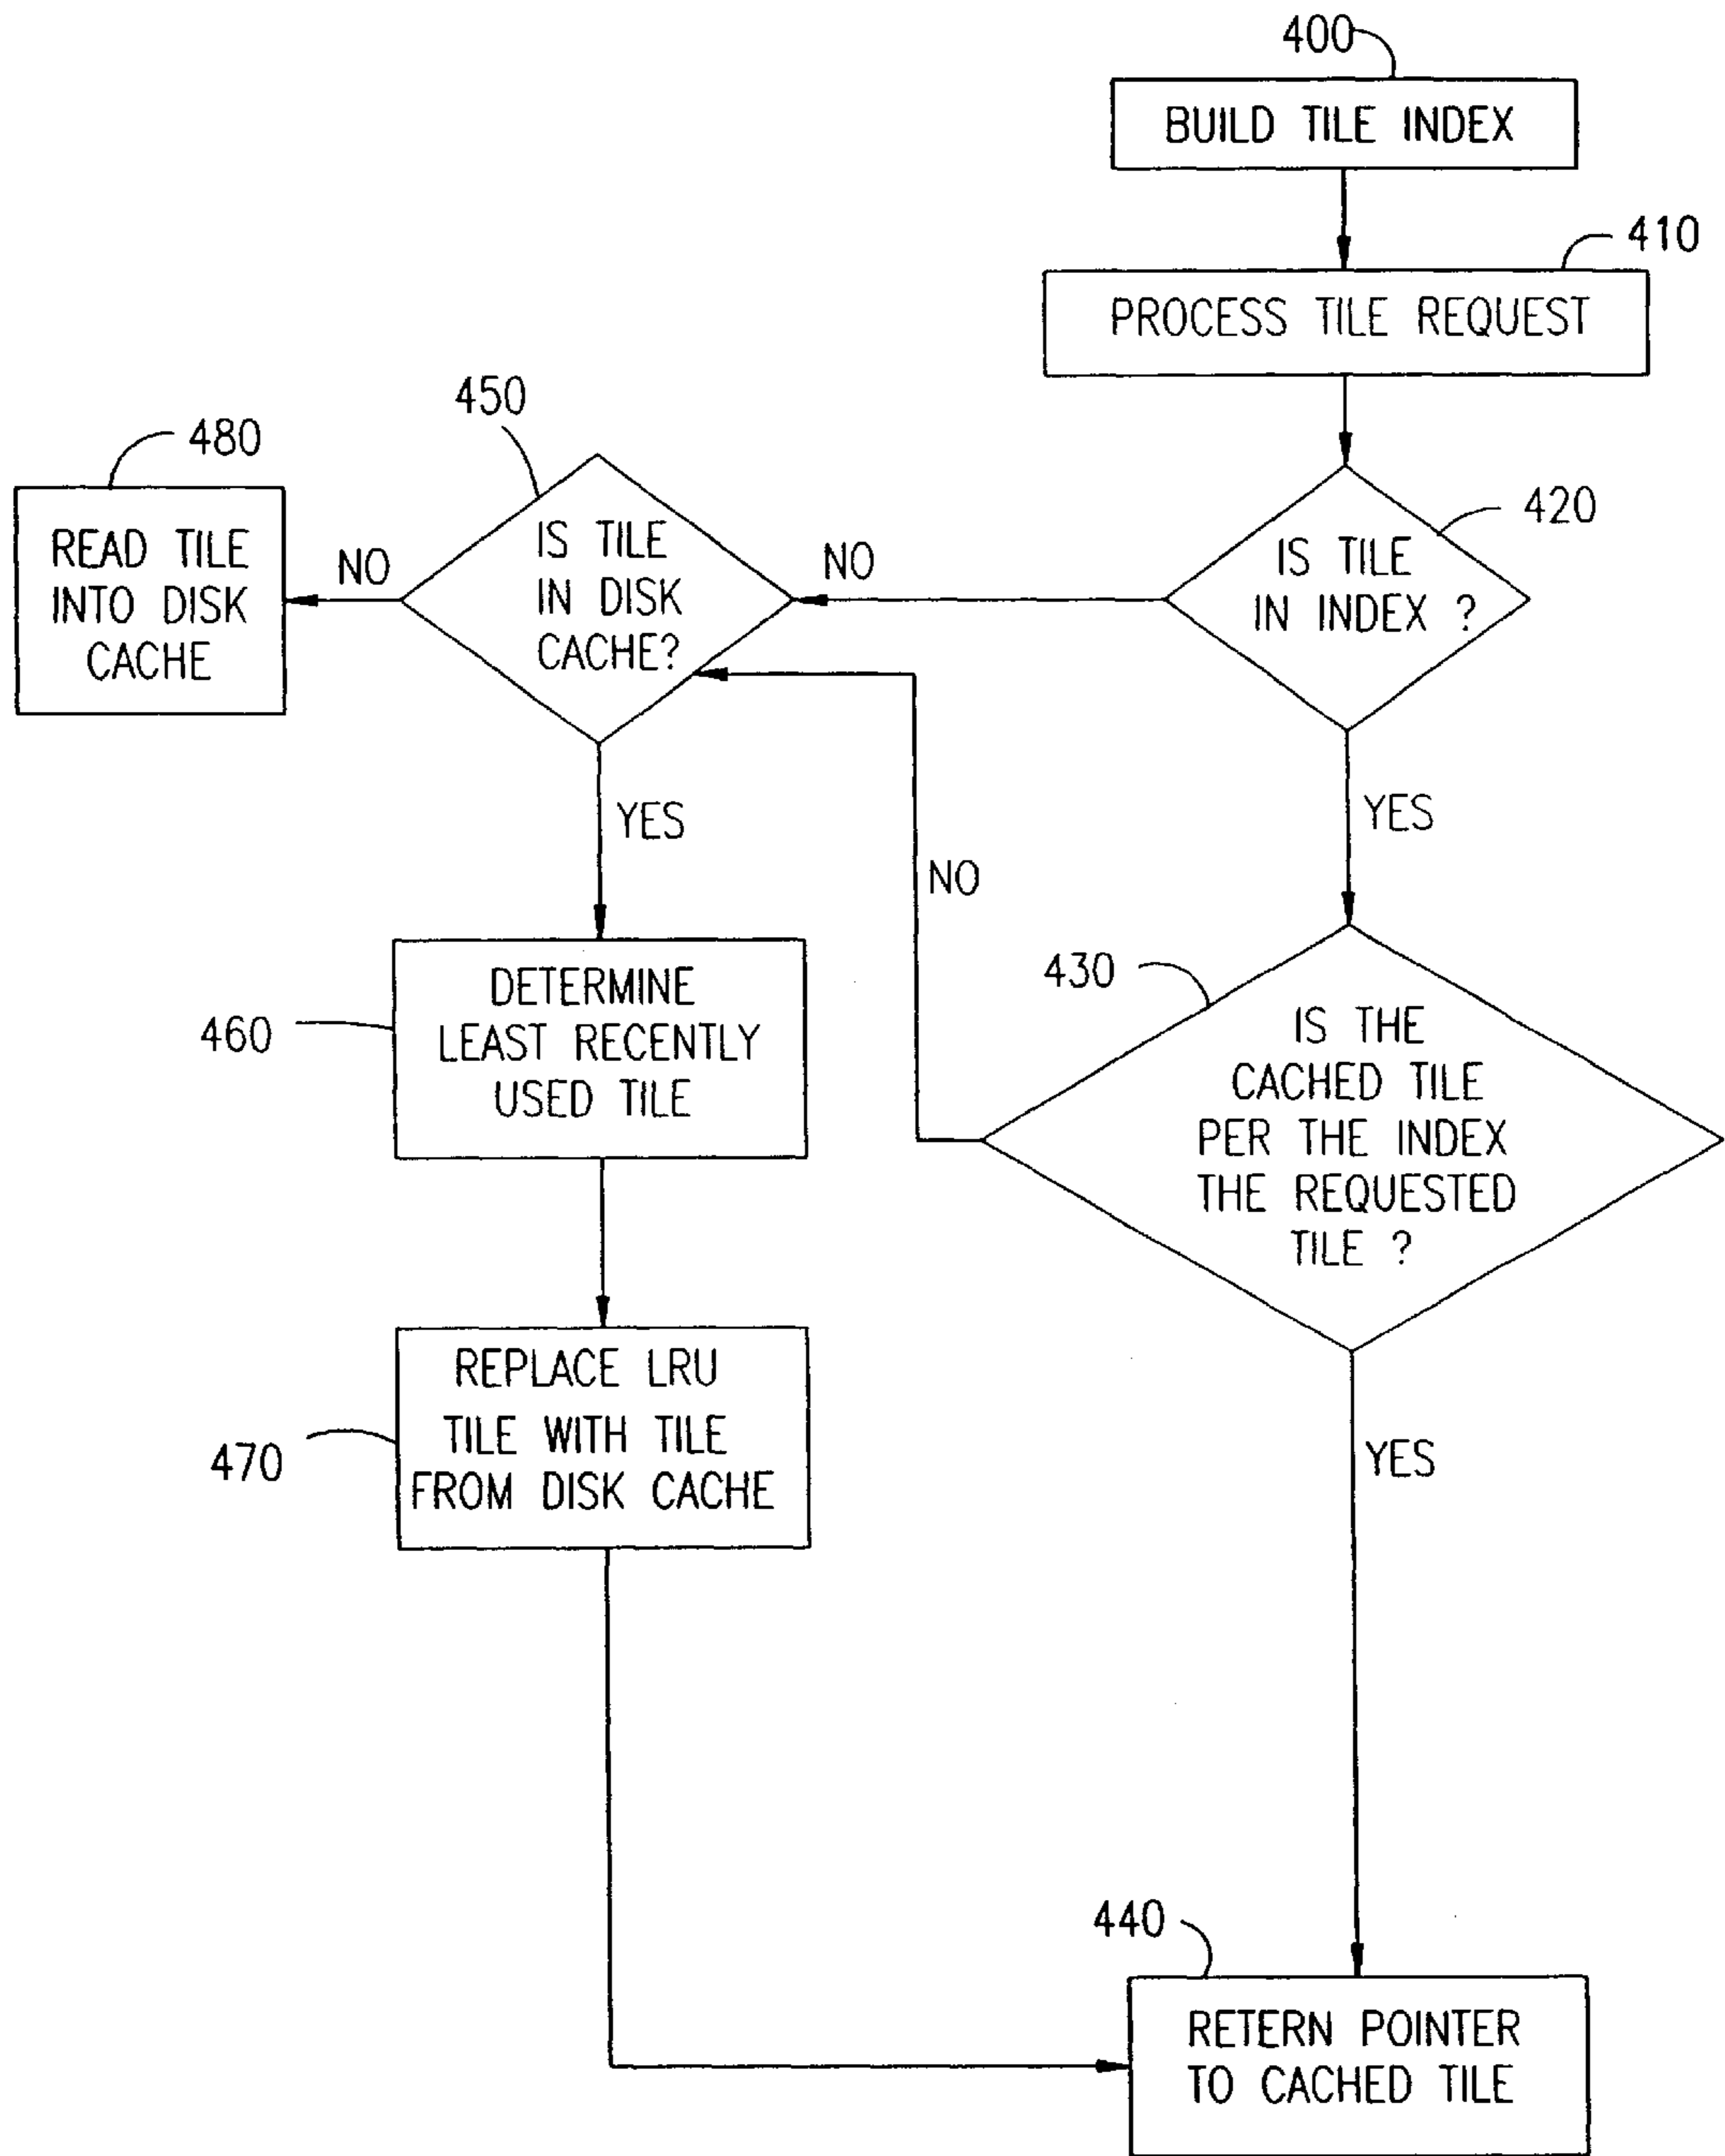 400
BUILD TILE INDEX
410
PROCESS TILE REQUEST
420
IS TILE
IN INDEX ?
NO
YES
450
IS TILE
IN DISK
CACHE?
NO
YES
480
READ TILE
INTO DISK
CACHE
430
IS THE
CACHED TILE
PER THE INDEX
THE REQUESTED
TILE ?
NO
YES
460
DETERMINE
LEAST RECENTLY
USED TILE
470
REPLACE LRU
TILE WITH TILE
FROM DISK CACHE
440
RETERN POINTER
TO CACHED TILE